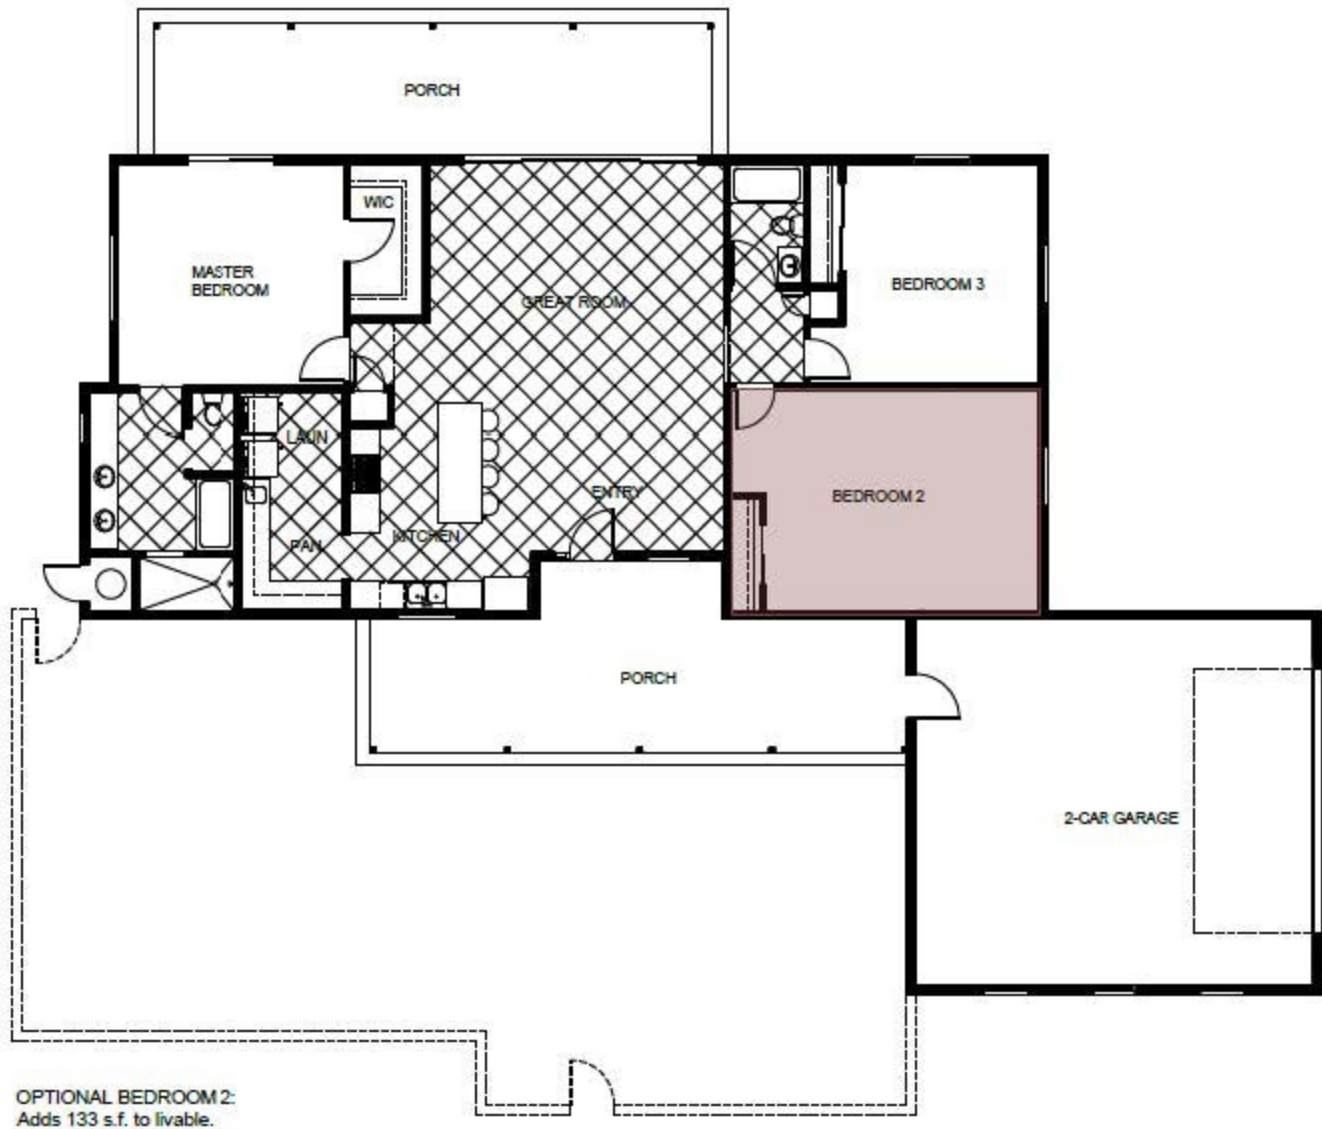 PORCH
WIC
MASTER
BEDROOM
GREAT ROOM
BEDROOM 3
LAUN
ENTRY
BEDROOM 2
KITCHEN
PAN
PORCH
2-CAR GARAGE
OPTIONAL BEDROOM 2:
Adds 133 s.f. to livable.